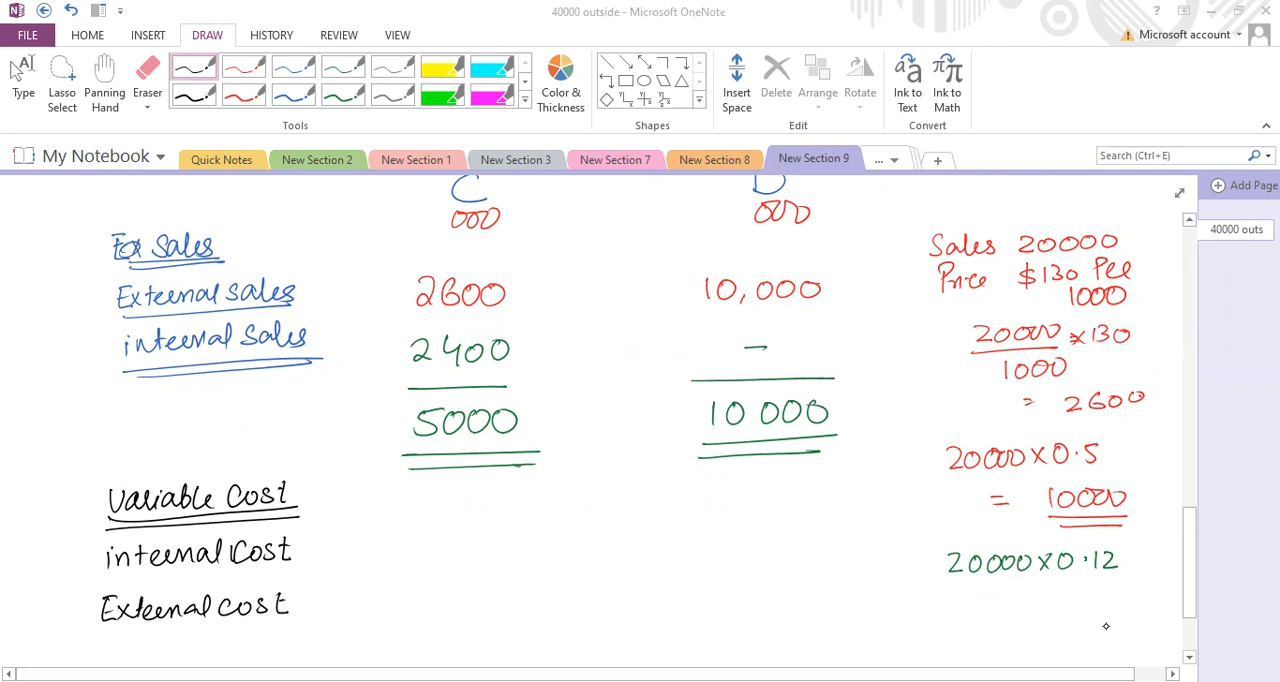 40000 outside - Microsoft OneNote
Microsoft account
FILE HOME INSERT DRAW HISTORY REVIEW VIEW
Type
Lasso Select
Panning Hand
Eraser
Color & Thickness
Insert Space
Delete
Arrange
Rotate
Ink to Text
Ink to Math
Tools
Shapes
Edit
Convert
My Notebook
Quick Notes
New Section 2
New Section 1
New Section 3
New Section 7
New Section 8
New Section 9
...
Search (Ctrl+E)
Add Page
40000 outs
C D
000 000
Ex Sales
External sales 2600 10,000
internal Sales 2400 -
5000 10 000
Variable Cost
internal Cost
External cost
Sales 20000
Price $130 Per
1000
20000 × 130
1000
= 2600
20000 × 0.5
= 10000
20000 × 0.12